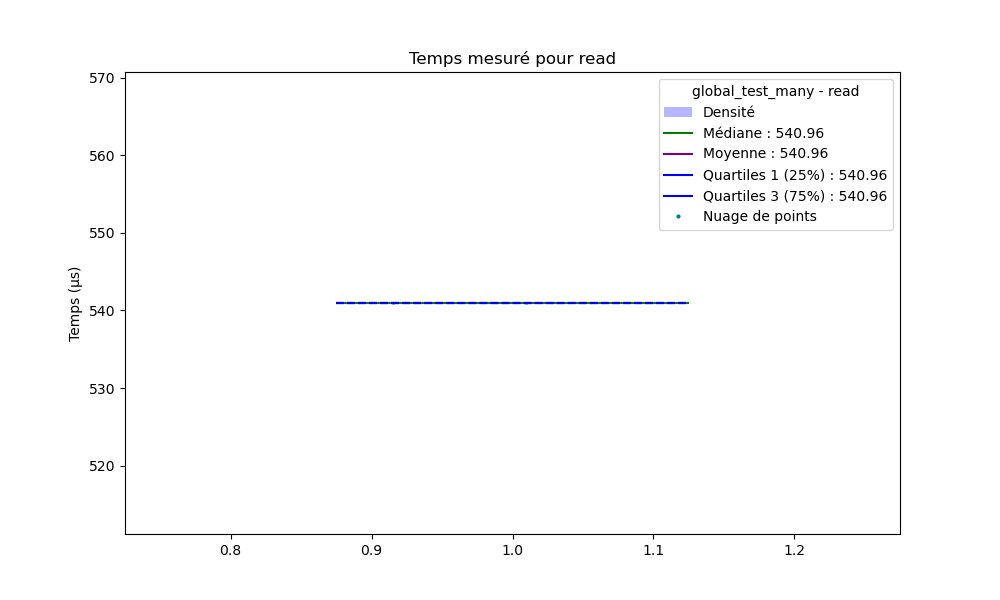 Temps mesuré pour read
global_test_many - read
Densité
Médiane : 540.96
Moyenne : 540.96
Quartiles 1 (25%) : 540.96
Quartiles 3 (75%) : 540.96
Nuage de points
Temps (µs)
570
560
550
540
530
520
0.8
0.9
1.0
1.1
1.2